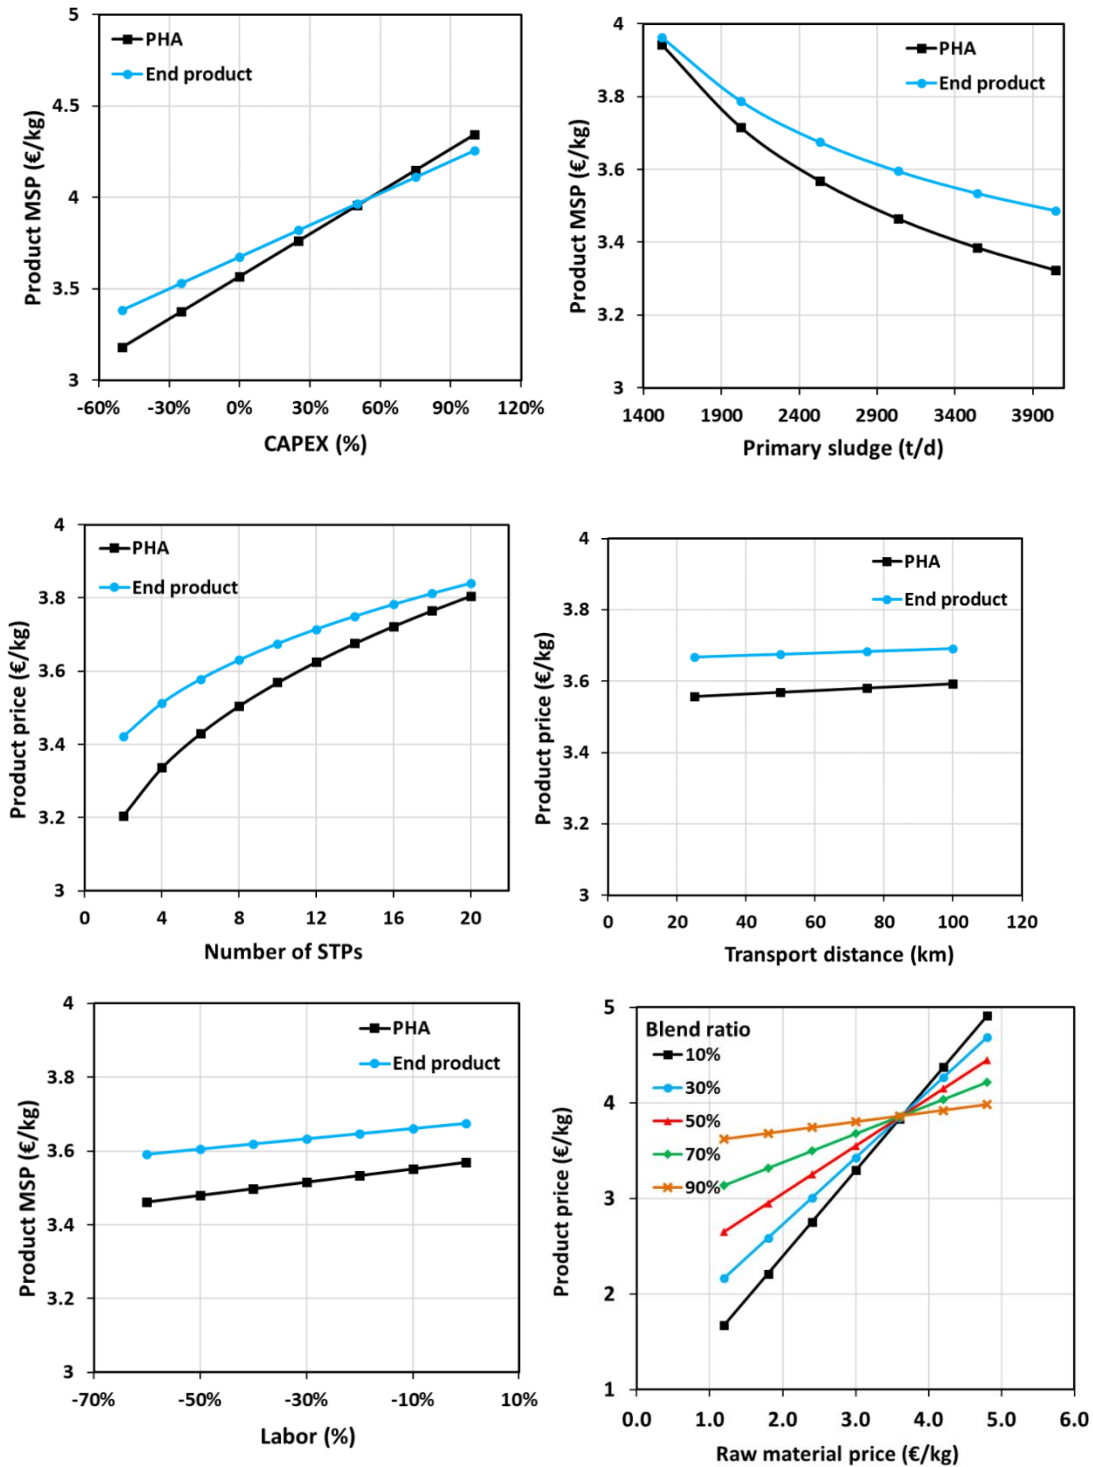 5
4.5
4
3.5
3
Product MSP (€/kg)
PHA
End product
-60% -30% 0% 30% 60% 90% 120%
CAPEX (%)
4
3.8
3.6
3.4
3.2
3
Product MSP (€/kg)
PHA
End product
1400 1900 2400 2900 3400 3900
Primary sludge (t/d)
4
3.8
3.6
3.4
3.2
3
Product price (€/kg)
PHA
End product
0 4 8 12 16 20
Number of STPs
4
3.8
3.6
3.4
3.2
3
Product price (€/kg)
PHA
End product
0 20 40 60 80 100 120
Transport distance (km)
4
3.8
3.6
3.4
3.2
3
Product MSP (€/kg)
PHA
End product
-70% -50% -30% -10% 10%
Labor (%)
5
4
3
2
1
Product price (€/kg)
Blend ratio
10%
30%
50%
70%
90%
0.0 1.0 2.0 3.0 4.0 5.0 6.0
Raw material price (€/kg)